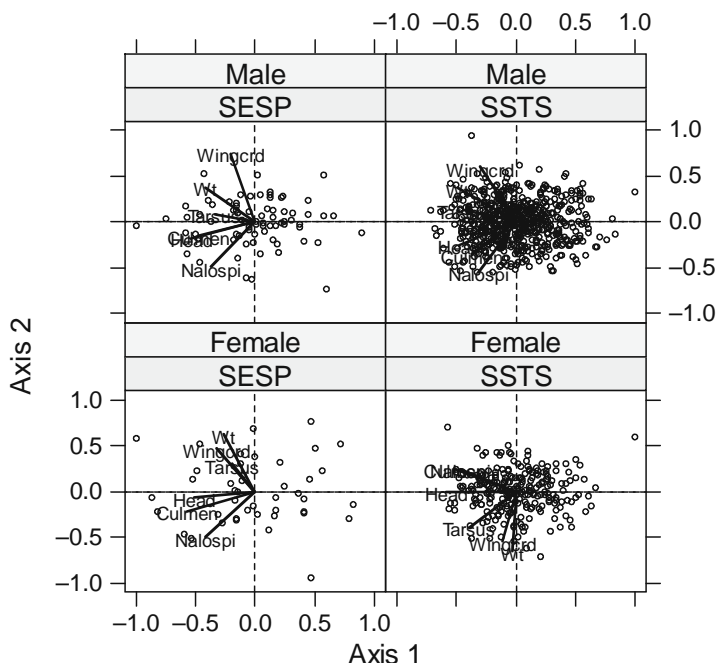 −1.0 −0.5 0.0 0.5 1.0
Male Male
SESP SSTS
1.0
0.5
0.0
−0.5
−1.0
Wingcrd
Wt
Tarsus
Culmen
Head
Nalospi
Wingcrd
Wt
Culmen
Nalospi
Axis 2
Female Female
SESP SSTS
1.0
0.5
0.0
−0.5
−1.0
Wt
Wingcrd
Tarsus
Head
Culmen
Nalospi
Head
Tarsus
Wingcrd
Wt
−1.0 −0.5 0.0 0.5 1.0
Axis 1